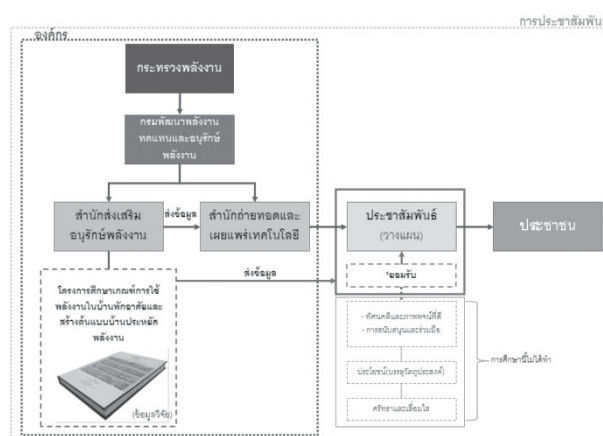 การประชาสัมพัน
องค์กร
กระทรวงพลังงาน
กรมพัฒนาพลังงาน
ทดแทนและอนุรักษ์
พลังงาน
สำนักส่งเสริม
อนุรักษ์พลังงาน
ส่งข้อมูล
สำนักถ่ายทอดและ
เผยแพร่เทคโนโลยี
ประชาสัมพันธ์
(วางแผน)
ประชาชน
ส่งข้อมูล
*ยอมรับ
โครงการศึกษาเกณฑ์การใช้
พลังงานในบ้านพักอาศัยและ
สร้างต้นแบบบ้านประหยัด
พลังงาน
(ข้อมูลวิจัย)
- ทัศนคติและภาพพจน์ที่ดี
- การสนับสนุนและร่วมมือ
ประโยชน์(บรรลุวัตถุประสงค์)
ศรัทธาและเลื่อมใส
- การศึกษานี้ไม่ได้ทำ